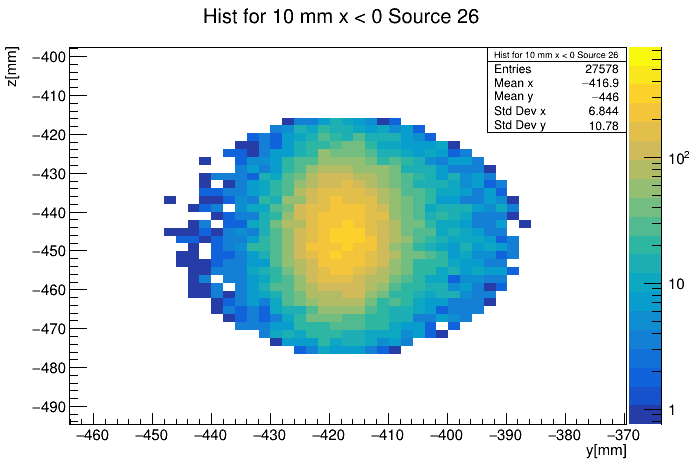 Hist for 10 mm x < 0 Source 26
z[mm]
Hist for 10 mm x < 0 Source 26
Entries 27578
Mean x −416.9
Mean y −446
Std Dev x 6.844
Std Dev y 10.78
−400
−410
−420
−430
−440
−450
−460
−470
−480
−490
10²
10
1
−460 −450 −440 −430 −420 −410 −400 −390 −380 −370
y[mm]